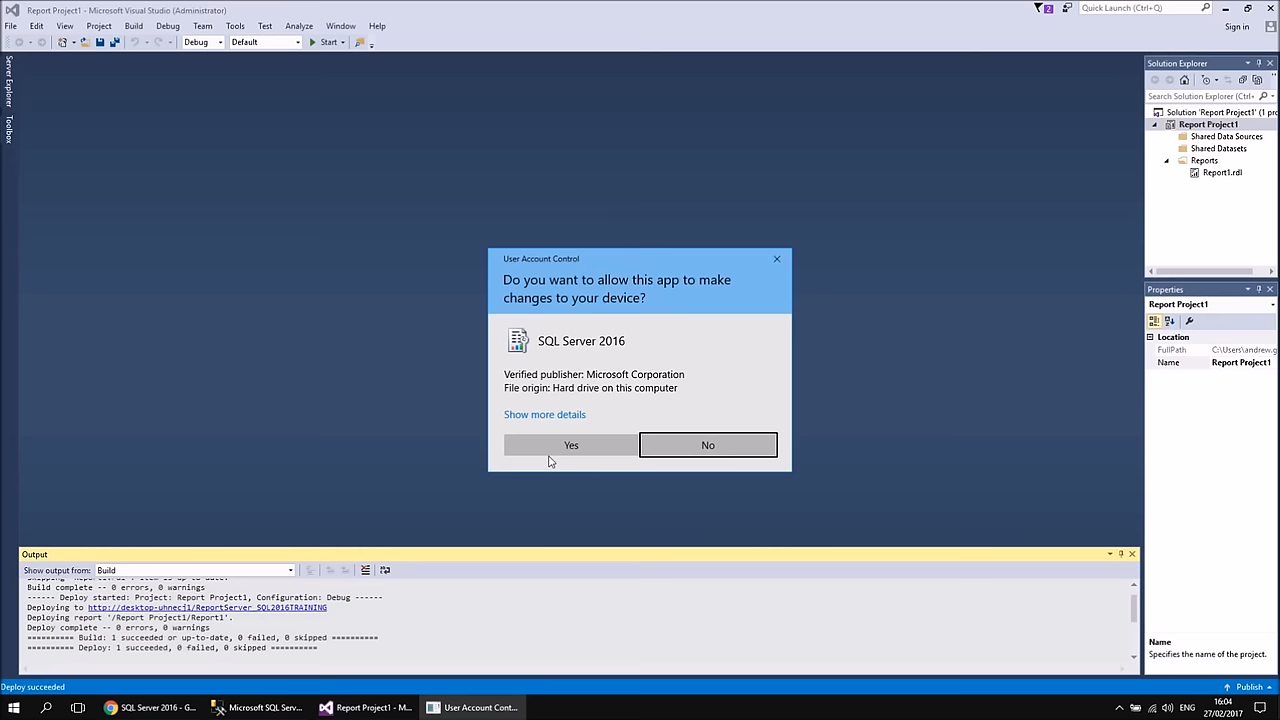 Report Project1 - Microsoft Visual Studio (Administrator)
2
Quick Launch (Ctrl+Q)
File Edit View Project Build Debug Team Tools Test Analyze Window Help
Sign in
Debug Default Start
Server Explorer
Toolbox
Solution Explorer
Search Solution Explorer (Ctrl+
Solution 'Report Project1' (1 pro
Report Project1
Shared Data Sources
Shared Datasets
Reports
Report1.rdl
User Account Control
Do you want to allow this app to make
changes to your device?
SQL Server 2016
Verified publisher: Microsoft Corporation
File origin: Hard drive on this computer
Show more details
Yes No
Properties
Report Project1
Location
FullPath C:\Users\andrew.g
Name Report Project1
Name
Specifies the name of the project.
Output
Show output from: Build
Build complete -- 0 errors, 0 warnings
------ Deploy started: Project: Report Project1, Configuration: Debug ------
Deploying to http://desktop-uhnecj1/ReportServer_SQL2016TRAINING
Deploying report '/Report Project1/Report1'.
Deploy complete -- 0 errors, 0 warnings
========== Build: 1 succeeded or up-to-date, 0 failed, 0 skipped ==========
========== Deploy: 1 succeeded, 0 failed, 0 skipped ==========
Deploy succeeded
Publish
SQL Server 2016 - G... Microsoft SQL Serv... Report Project1 - M... User Account Cont...
ENG
16:04
27/02/2017